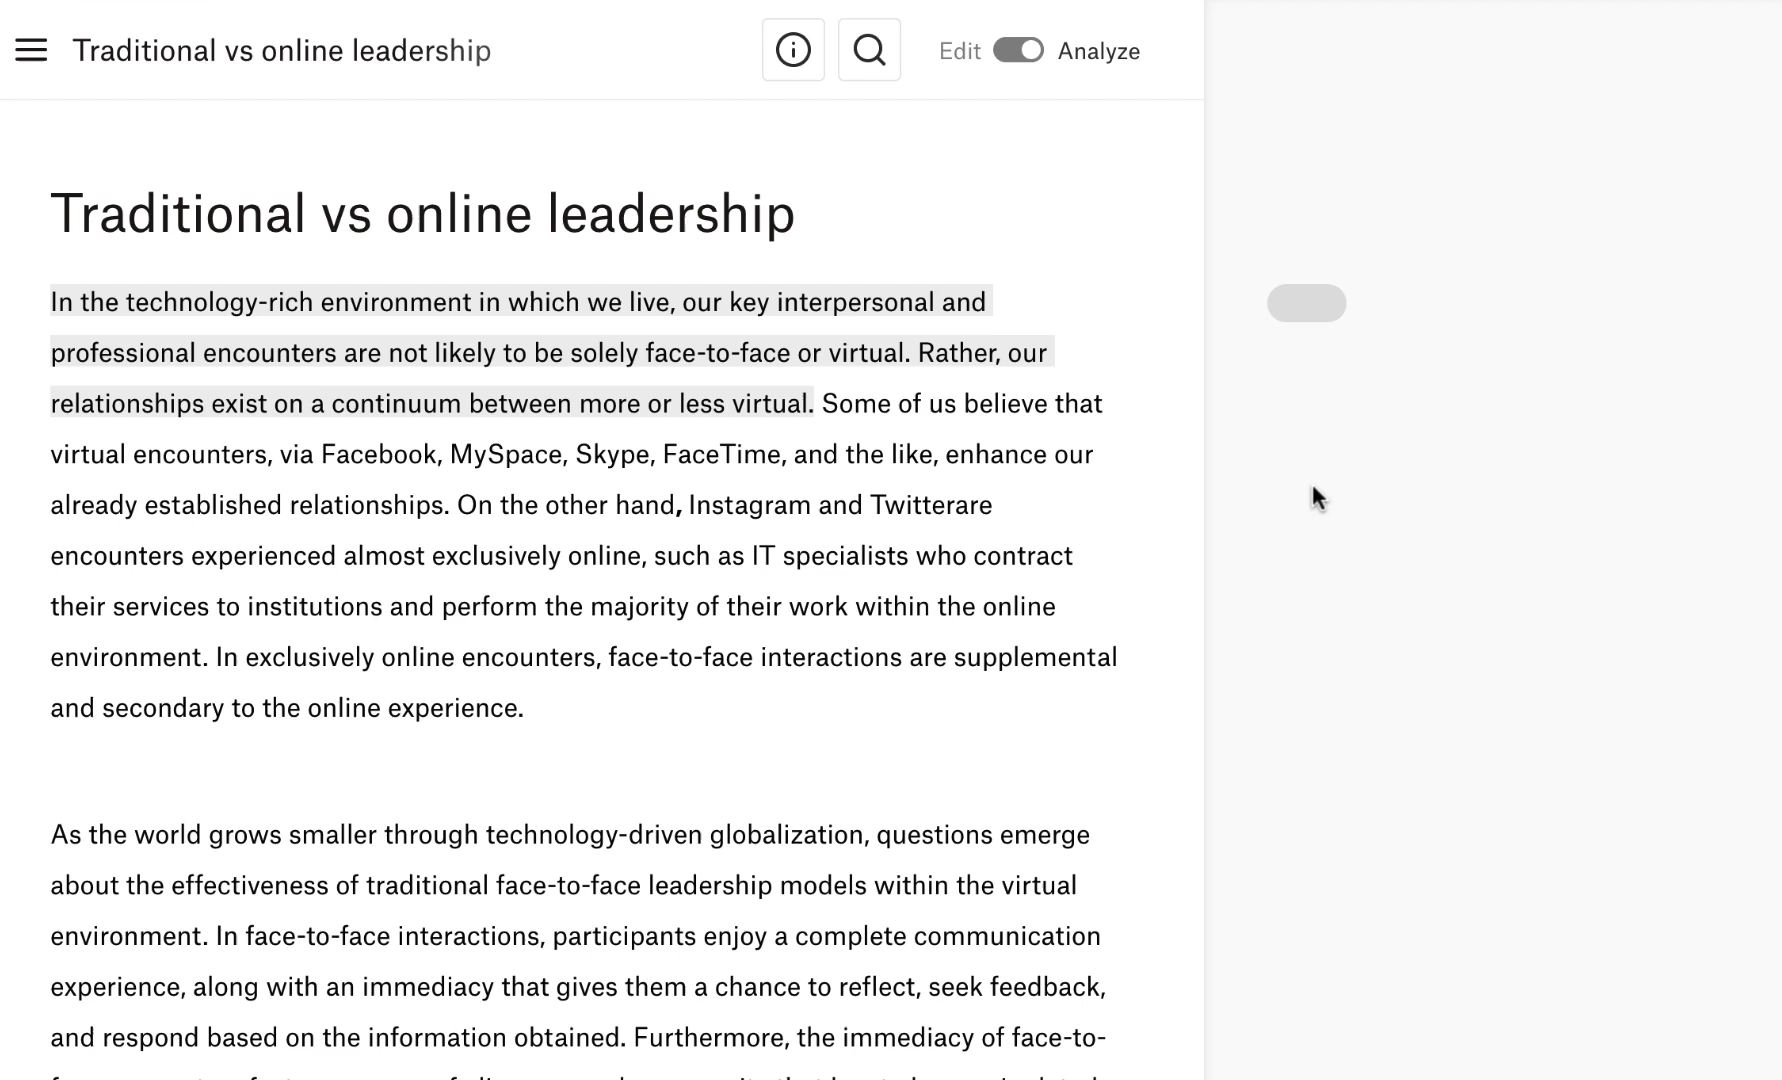 Traditional vs online leadership
Edit Analyze
Traditional vs online leadership
In the technology-rich environment in which we live, our key interpersonal and
professional encounters are not likely to be solely face-to-face or virtual. Rather, our
relationships exist on a continuum between more or less virtual. Some of us believe that
virtual encounters, via Facebook, MySpace, Skype, FaceTime, and the like, enhance our
already established relationships. On the other hand, Instagram and Twitterare
encounters experienced almost exclusively online, such as IT specialists who contract
their services to institutions and perform the majority of their work within the online
environment. In exclusively online encounters, face-to-face interactions are supplemental
and secondary to the online experience.
As the world grows smaller through technology-driven globalization, questions emerge
about the effectiveness of traditional face-to-face leadership models within the virtual
environment. In face-to-face interactions, participants enjoy a complete communication
experience, along with an immediacy that gives them a chance to reflect, seek feedback,
and respond based on the information obtained. Furthermore, the immediacy of face-to-